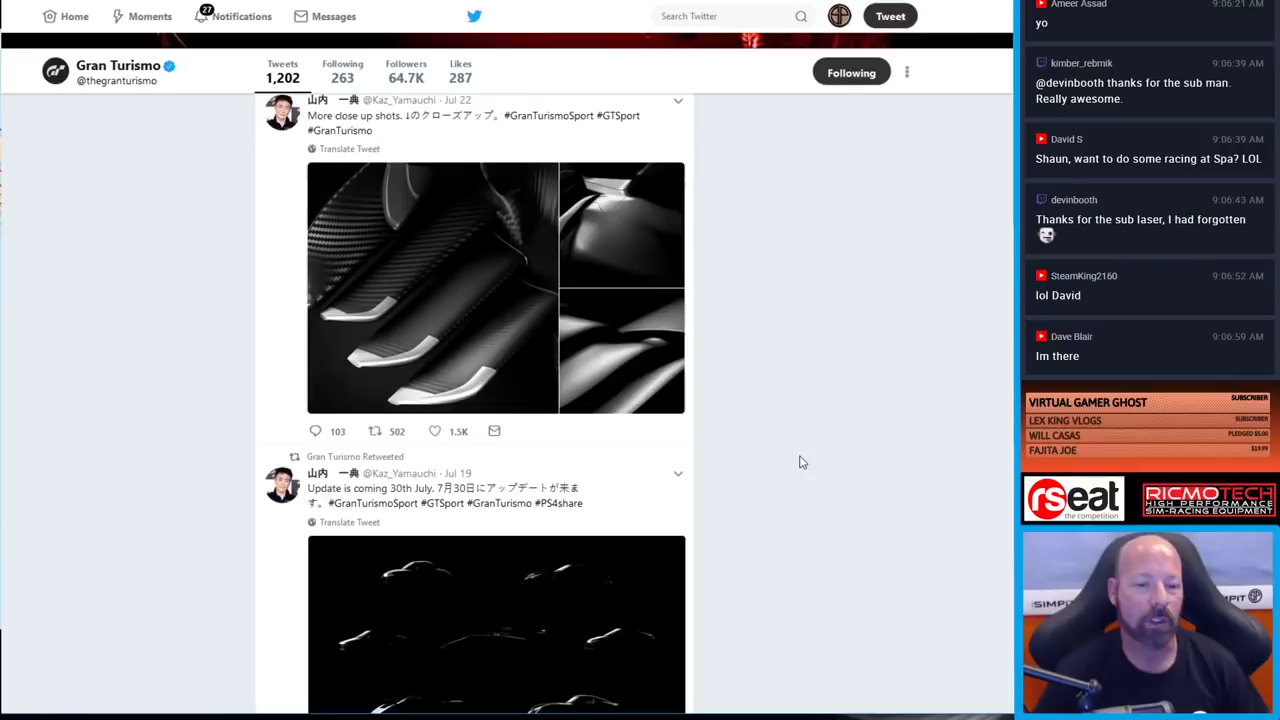 Home
Moments
27
Notifications
Messages
Search Twitter
Tweet
Gran Turismo
@thegranturismo
Tweets
1,202
Following
263
Followers
64.7K
Likes
287
Following
山内 一典 @Kaz_Yamauchi · Jul 22
More close up shots. ↓のクローズアップ。#GranTurismoSport #GTSport
#GranTurismo
Translate Tweet
103
502
1.5K
Gran Turismo Retweeted
山内 一典 @Kaz_Yamauchi · Jul 19
Update is coming 30th July. 7月30日にアップデートが来ま
す。#GranTurismoSport #GTSport #GranTurismo #PS4share
Translate Tweet
Ameer Assad 9:06:21 AM
yo
kimber_rebmik 9:06:39 AM
@devinbooth thanks for the sub man.
Really awesome.
David S 9:06:39 AM
Shaun, want to do some racing at Spa? LOL
devinbooth 9:06:43 AM
Thanks for the sub laser, I had forgotten
SteamKing2160 9:06:52 AM
lol David
Dave Blair 9:06:59 AM
Im there
VIRTUAL GAMER GHOST SUBSCRIBER
LEX KING VLOGS SUBSCRIBER
WILL CASAS PLEDGED $5.00
FAJITA JOE $19.99
rseat
the competition
RICMOTECH
HIGH PERFORMANCE
SIM-RACING EQUIPMENT
SIMPIT